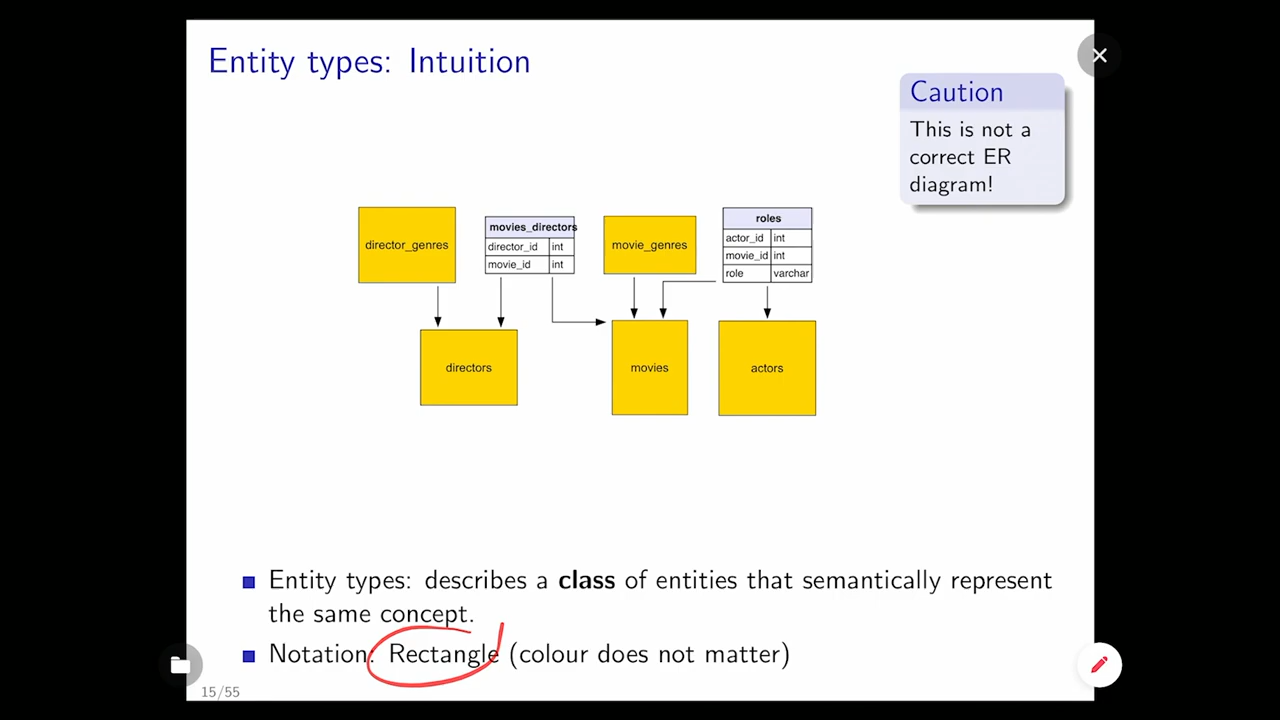 Entity types: Intuition
Caution
This is not a
correct ER
diagram!
director_genres
movies_directors
director_id int
movie_id int
movie_genres
roles
actor_id int
movie_id int
role varchar
directors
movies
actors
Entity types: describes a class of entities that semantically represent
the same concept.
Notation: Rectangle (colour does not matter)
15/55